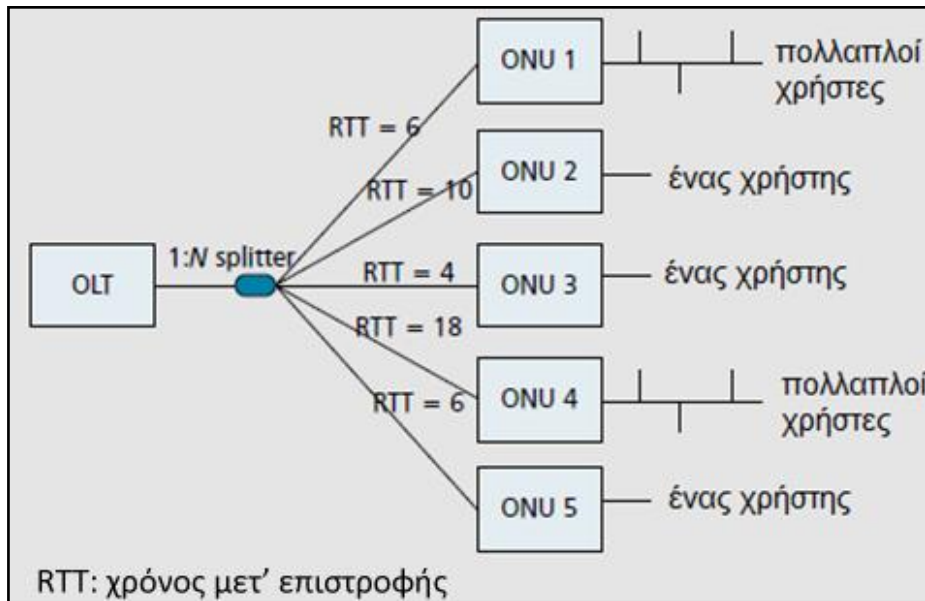 ONU 1
πολλαπλοί
χρήστες
RTT = 6
ONU 2
ένας χρήστης
RTT = 10
1:N splitter
OLT
RTT = 4
ONU 3
ένας χρήστης
RTT = 18
ONU 4
πολλαπλοί
χρήστες
RTT = 6
ONU 5
ένας χρήστης
RTT: χρόνος μετ’ επιστροφής